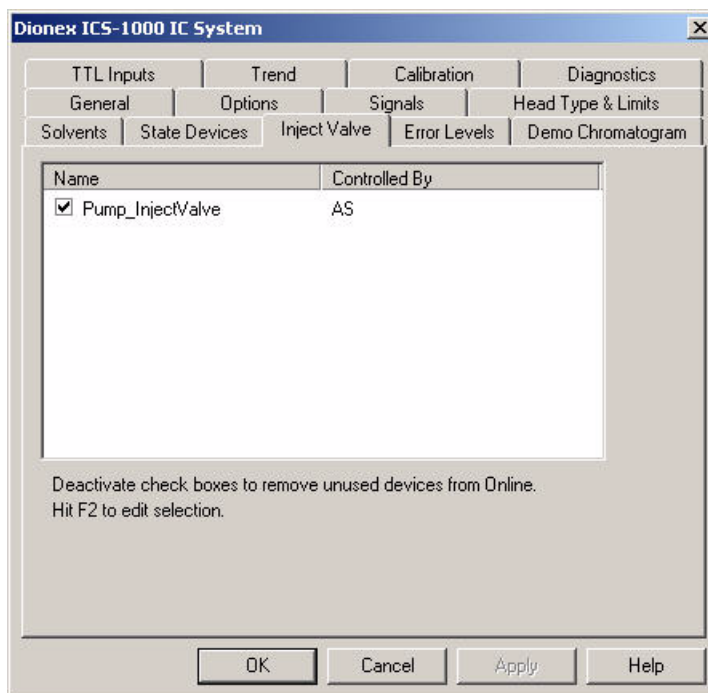 Dionex ICS-1000 IC System
TTL Inputs Trend Calibration Diagnostics
General Options Signals Head Type & Limits
Solvents State Devices Inject Valve Error Levels Demo Chromatogram
Name Controlled By
Pump_InjectValve AS
Deactivate check boxes to remove unused devices from Online.
Hit F2 to edit selection.
OK Cancel Apply Help